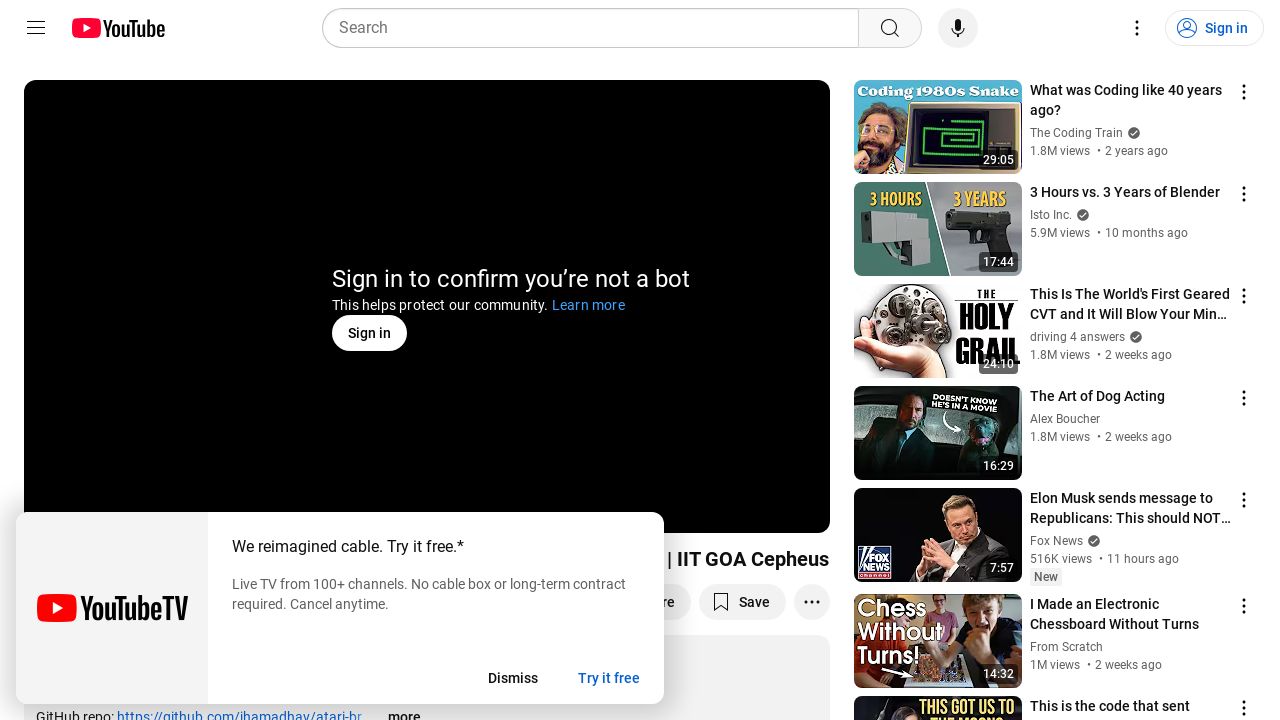 YouTube
Search
Sign in
Sign in to confirm you’re not a bot
This helps protect our community. Learn more
Sign in
| IIT GOA Cepheus
re
Save
We reimagined cable. Try it free.*
Live TV from 100+ channels. No cable box or long-term contract
required. Cancel anytime.
YouTubeTV
Dismiss
Try it free
GitHub repo: https://github.com/jhamadhav/atari-br
...more
Coding 1980s Snake
29:05
What was Coding like 40 years
ago?
The Coding Train
1.8M views • 2 years ago
3 HOURS
3 YEARS
17:44
3 Hours vs. 3 Years of Blender
Isto Inc.
5.9M views • 10 months ago
THE
HOLY
GRAIL
24:10
This Is The World's First Geared
CVT and It Will Blow Your Min...
driving 4 answers
1.8M views • 2 weeks ago
DOESN'T KNOW
HE'S IN A MOVIE
16:29
The Art of Dog Acting
Alex Boucher
1.8M views • 2 weeks ago
FOX
NEWS
channel
7:57
Elon Musk sends message to
Republicans: This should NOT...
Fox News
516K views • 11 hours ago
New
Chess
Without
Turns!
14:32
I Made an Electronic
Chessboard Without Turns
From Scratch
1M views • 2 weeks ago
THIS GOT US
This is the code that sent